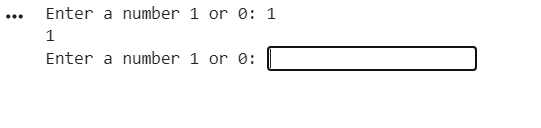 Enter a number 1 or 0: 1
1
Enter a number 1 or 0: